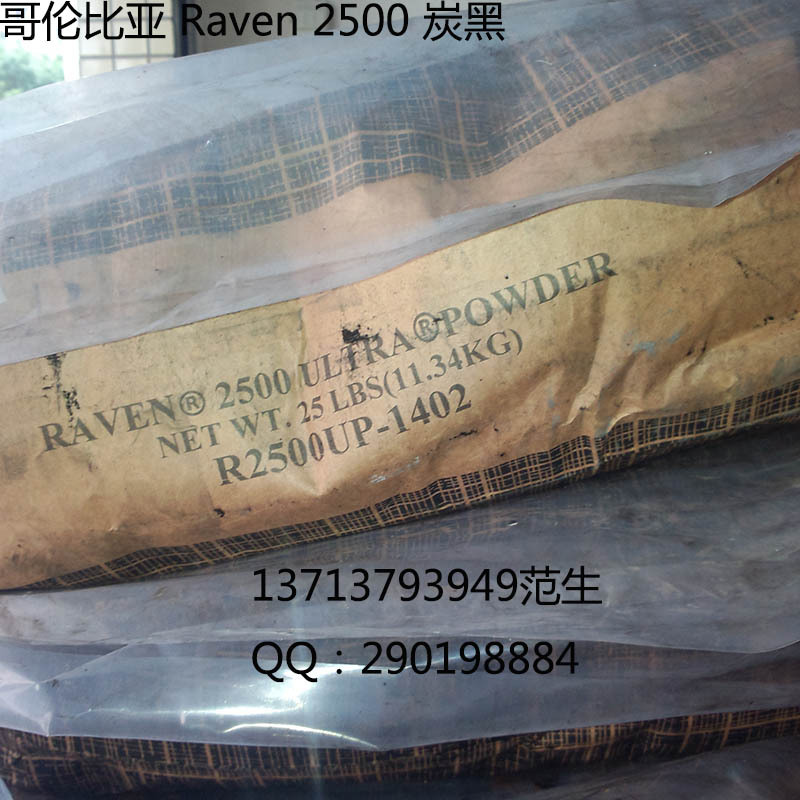 哥伦比亚 Raven 2500 炭黑
RAVEN® 2500 ULTRA®POWDER
NET WT. 25 LBS(11.34KG)
R2500UP-1402
13713793949范生
QQ：290198884